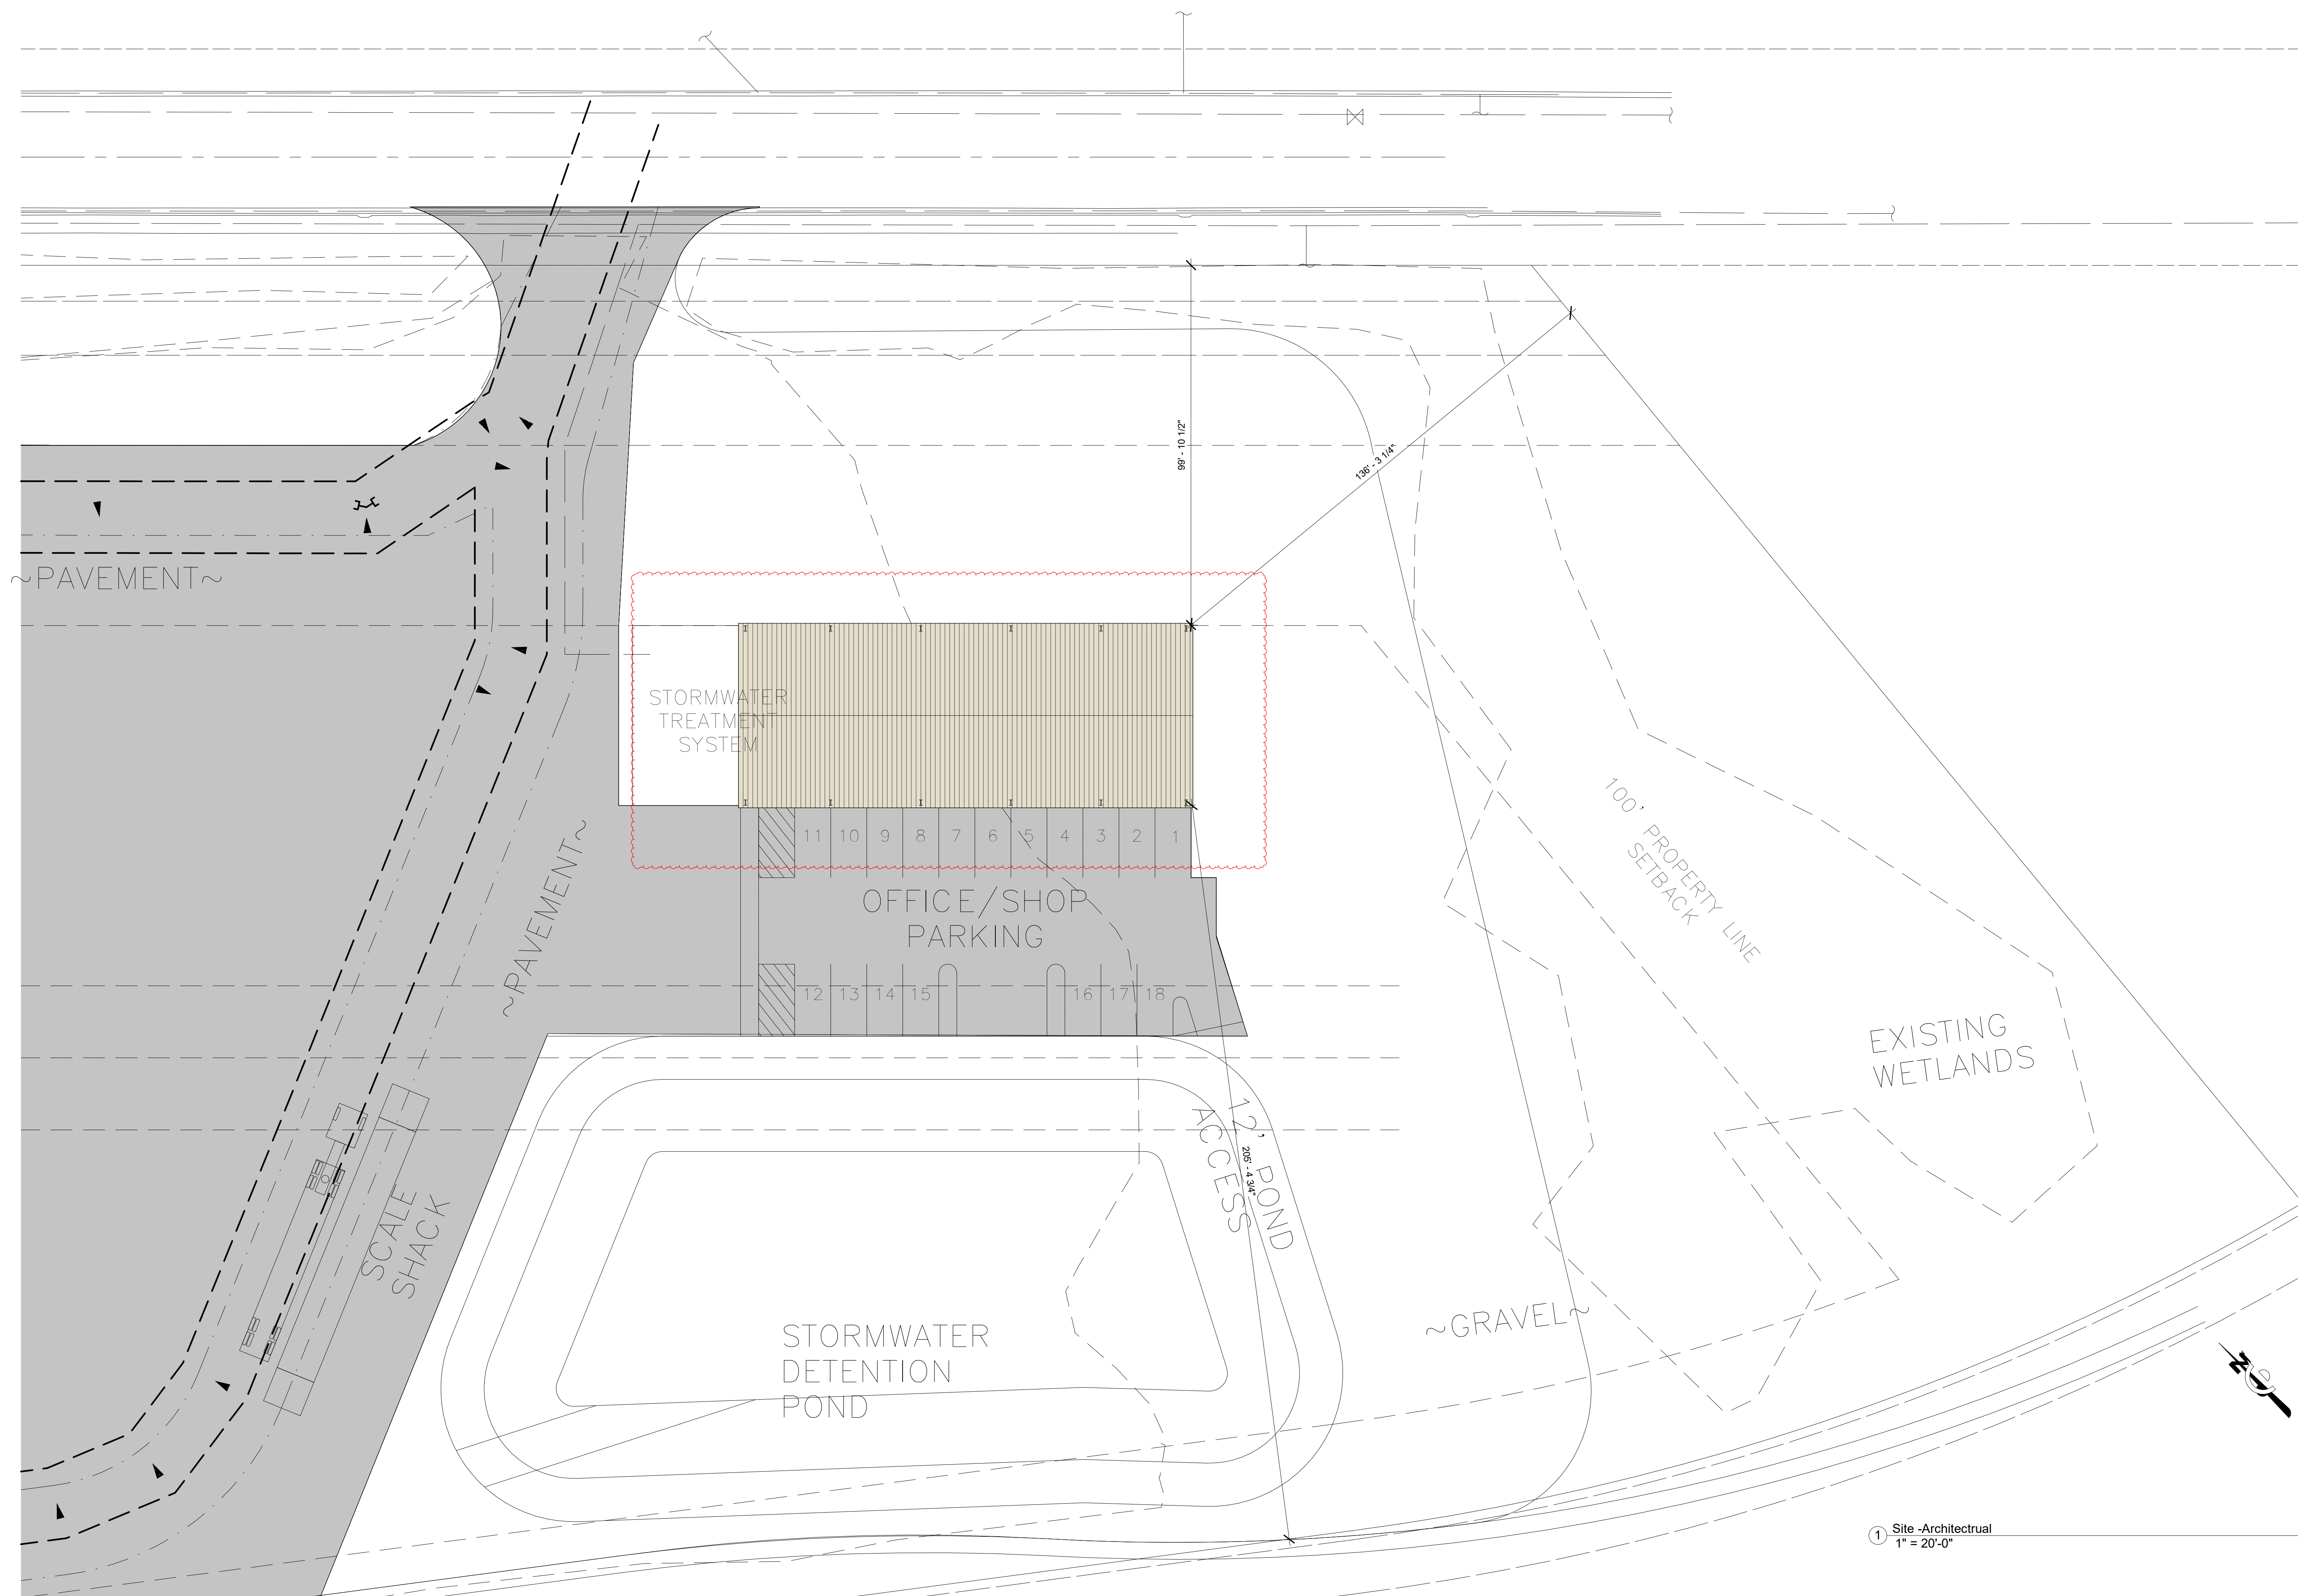 99' - 10 1/2"
136' - 3 1/4"
~PAVEMENT~
STORMWATER
TREATMENT
SYSTEM
100' PROPERTY LINE
SETBACK
11 10 9 8 7 6 5 4 3 2 1
~PAVEMENT~
OFFICE/SHOP
PARKING
12 13 14 15 16 17 18
EXISTING
WETLANDS
12' POND
ACCESS
205' - 4 3/4"
SCALE
SHACK
STORMWATER
DETENTION
POND
~GRAVEL~
N
1 Site -Architectrual
1" = 20'-0"